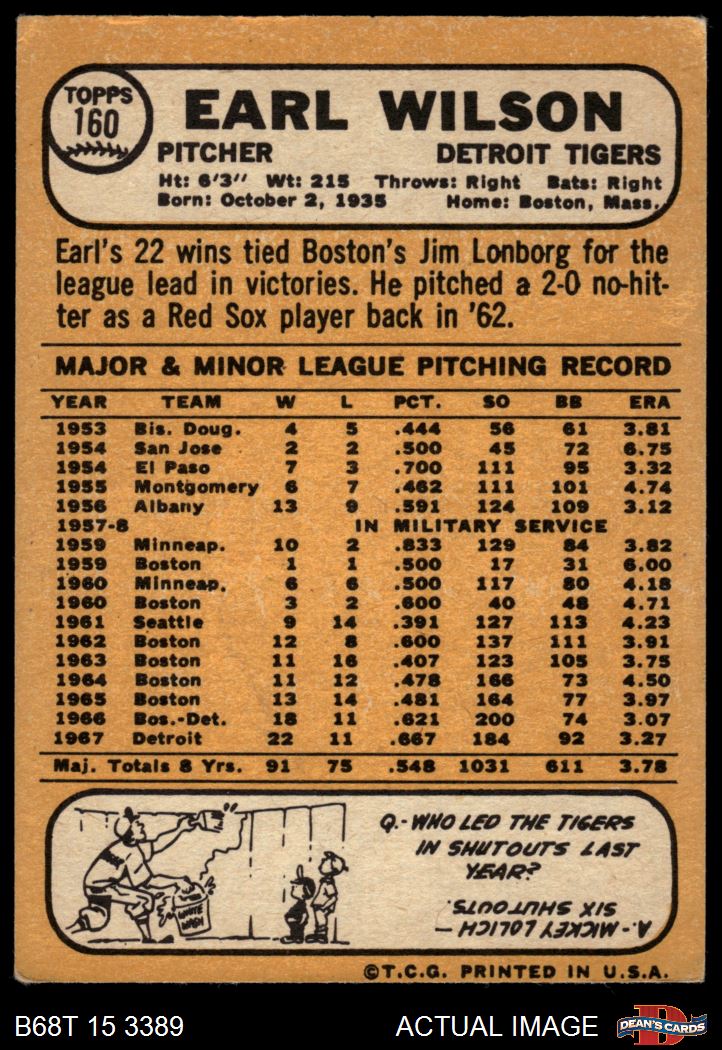 TOPPS
160
EARL WILSON
PITCHER DETROIT TIGERS
Ht: 6'3" Wt: 215 Throws: Right Bats: Right
Born: October 2, 1935 Home: Boston, Mass.
Earl's 22 wins tied Boston's Jim Lonborg for the
league lead in victories. He pitched a 2-0 no-hit-
ter as a Red Sox player back in '62.
MAJOR & MINOR LEAGUE PITCHING RECORD
YEAR TEAM W L PCT. SO BB ERA
1953 Bis. Doug. 4 5 .444 56 61 3.81
1954 San Jose 2 2 .500 45 72 6.75
1954 El Paso 7 3 .700 111 95 3.32
1955 Montgomery 6 7 .462 111 101 4.74
1956 Albany 13 9 .591 124 109 3.12
1957-8 IN MILITARY SERVICE
1959 Minneap. 10 2 .833 129 84 3.82
1959 Boston 1 1 .500 17 31 6.00
1960 Minneap. 6 6 .500 117 80 4.18
1960 Boston 3 2 .600 40 48 4.71
1961 Seattle 9 14 .391 127 113 4.23
1962 Boston 12 8 .600 137 111 3.91
1963 Boston 11 16 .407 123 105 3.75
1964 Boston 11 12 .478 166 73 4.50
1965 Boston 13 14 .481 164 77 3.97
1966 Bos.-Det. 18 11 .621 200 74 3.07
1967 Detroit 22 11 .667 184 92 3.27
Maj. Totals 8 Yrs. 91 75 .548 1031 611 3.78
WHITE
WASH
Q.-WHO LED THE TIGERS
IN SHUTOUTS LAST
YEAR?
A.-MICKEY LOLICH —
SIX SHUTOUTS.
©T.C.G. PRINTED IN U.S.A.
B68T 15 3389 ACTUAL IMAGE
D
DEAN'S CARDS